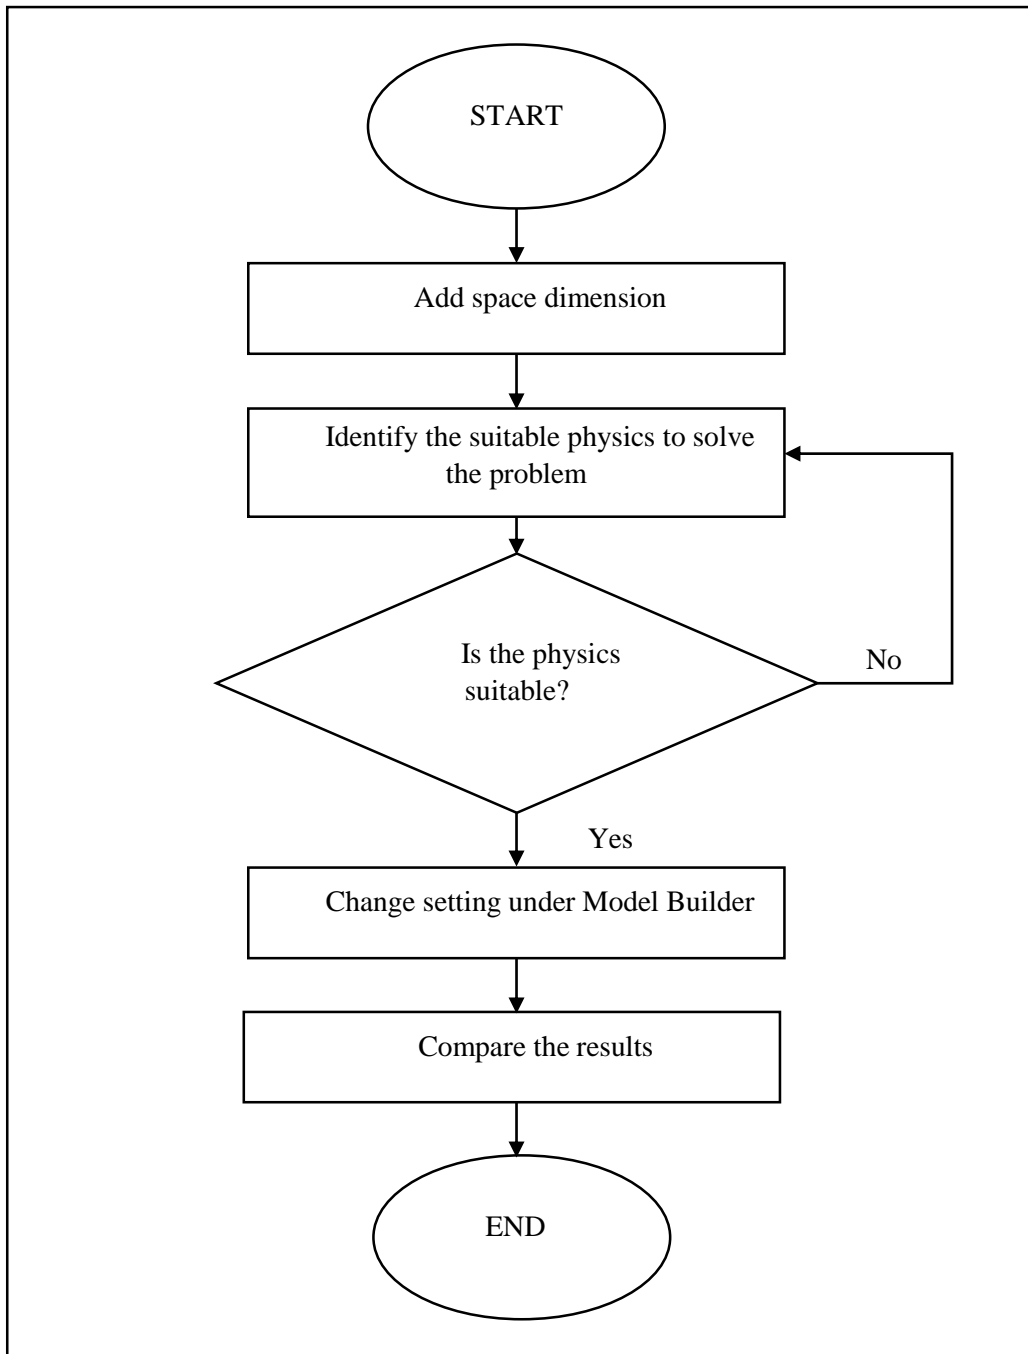 START
Add space dimension
Identify the suitable physics to solve
the problem
Is the physics
suitable?
No
Yes
Change setting under Model Builder
Compare the results
END